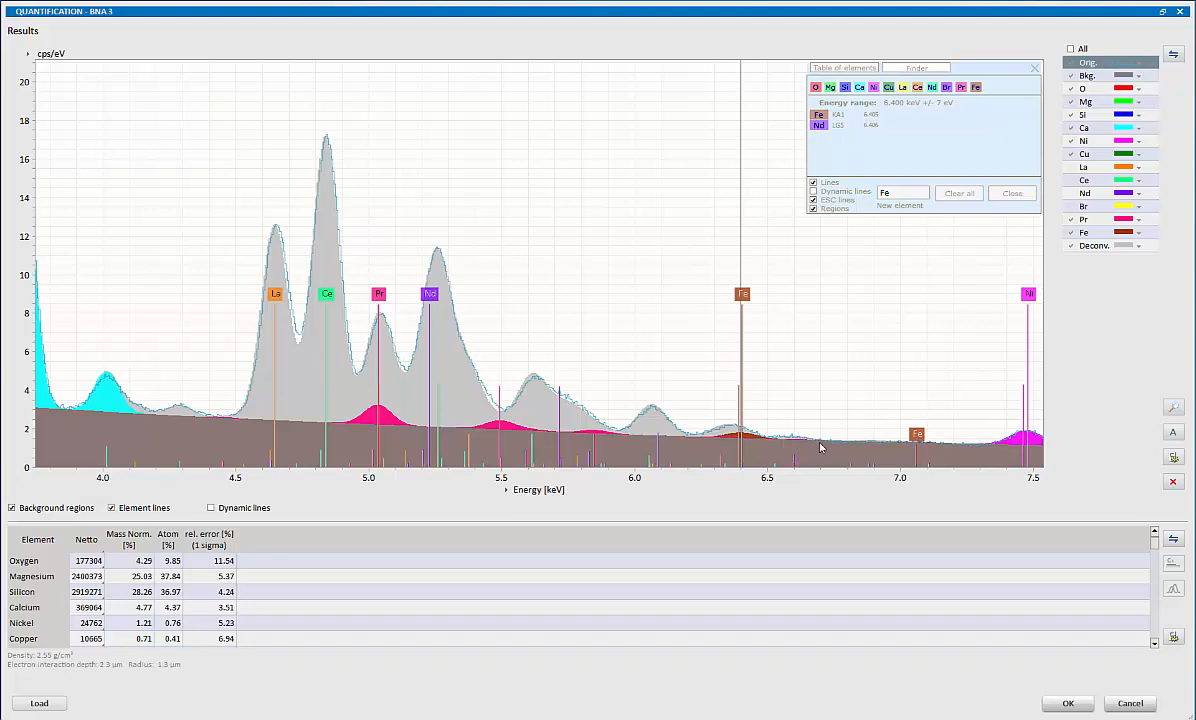 QUANTIFICATION - BNA 3
Results
cps/eV
20
18
16
14
12
10
8
6
4
2
0
La
Ce
Pr
Nd
Fe
Fe
Ni
4.0
4.5
5.0
5.5
6.0
6.5
7.0
7.5
Energy [keV]
Table of elements
Finder
O Mg Si Ca Ni Cu La Ce Nd Br Pr Fe
Energy range: 6.400 keV +/- 7 eV
Fe KA1 6.405
Nd LG5 6.406
Lines
Dynamic lines
ESC lines
Regions
Fe
New element
Clear all
Close
All
Orig.
Bkg.
O
Mg
Si
Ca
Ni
Cu
La
Ce
Nd
Br
Pr
Fe
Deconv.
A
Background regions
Element lines
Dynamic lines
Element Netto Mass Norm. [%] Atom [%] rel. error [%] (1 sigma)
Oxygen 177304 4.29 9.85 11.54
Magnesium 2400373 25.03 37.84 5.37
Silicon 2919271 28.26 36.97 4.24
Calcium 369064 4.77 4.37 3.51
Nickel 24762 1.21 0.76 5.23
Copper 10665 0.71 0.41 6.94
Density: 2.55 g/cm³
Electron interaction depth: 2.3 µm Radius: 1.3 µm
Load
OK
Cancel